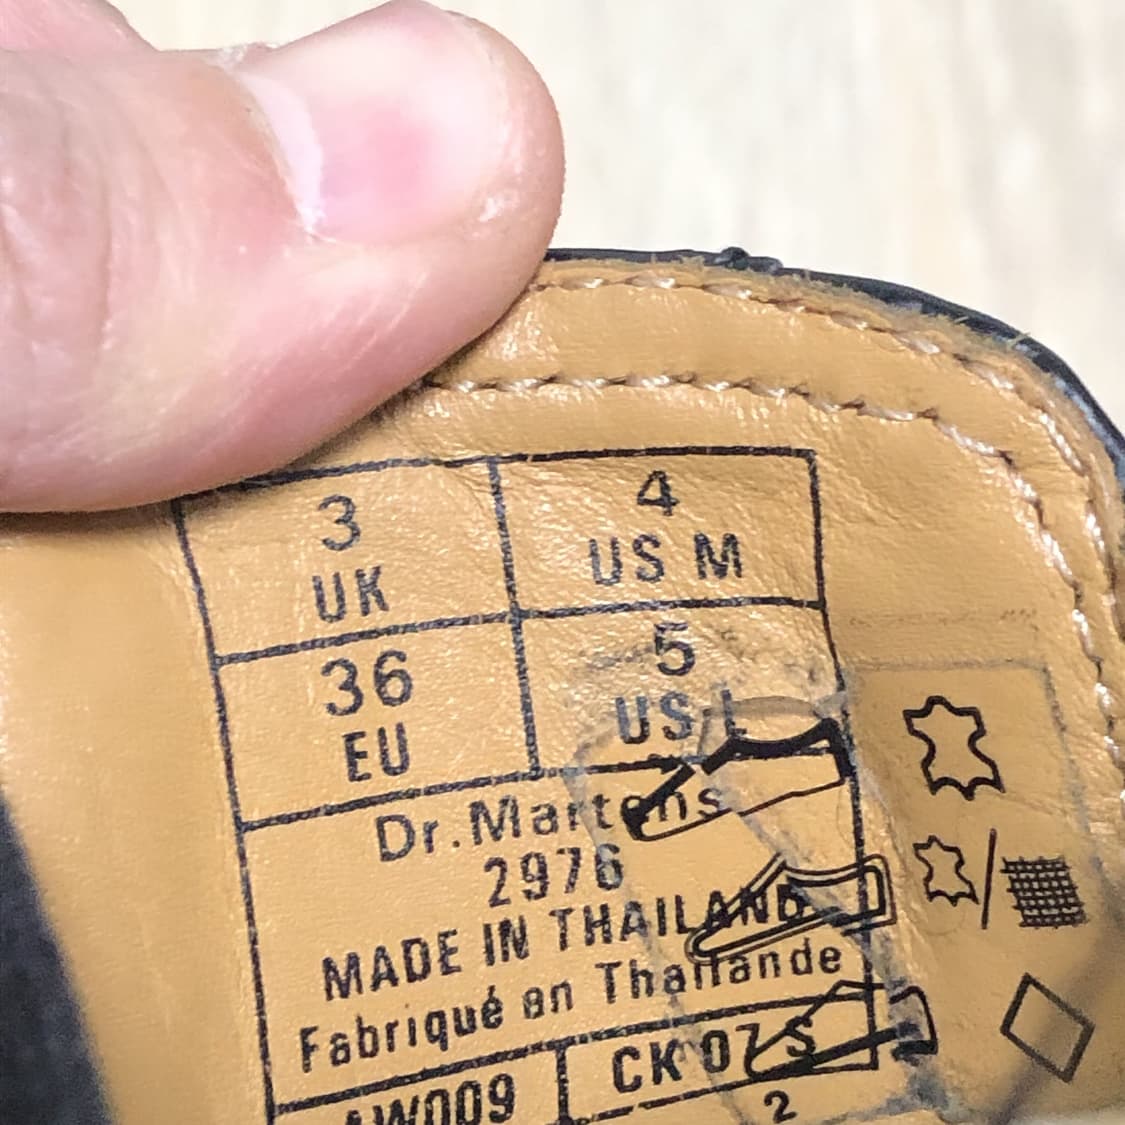 3
UK
4
US M
36
EU
5
US L
Dr.Martens
2976
MADE IN THAILAND
Fabriqué en Thaïlande
AW009
CK 07 S
2